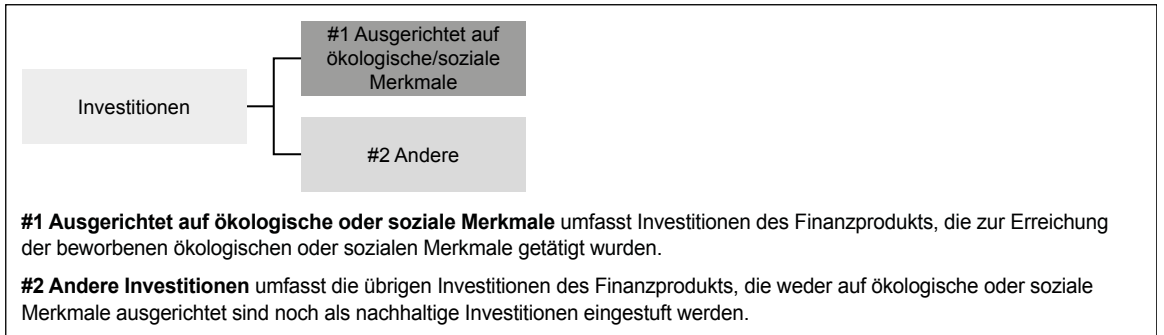 #1 Ausgerichtet auf
ökologische/soziale
Merkmale
Investitionen
#2 Andere
#1 Ausgerichtet auf ökologische oder soziale Merkmale umfasst Investitionen des Finanzprodukts, die zur Erreichung
der beworbenen ökologischen oder sozialen Merkmale getätigt wurden.
#2 Andere Investitionen umfasst die übrigen Investitionen des Finanzprodukts, die weder auf ökologische oder soziale
Merkmale ausgerichtet sind noch als nachhaltige Investitionen eingestuft werden.